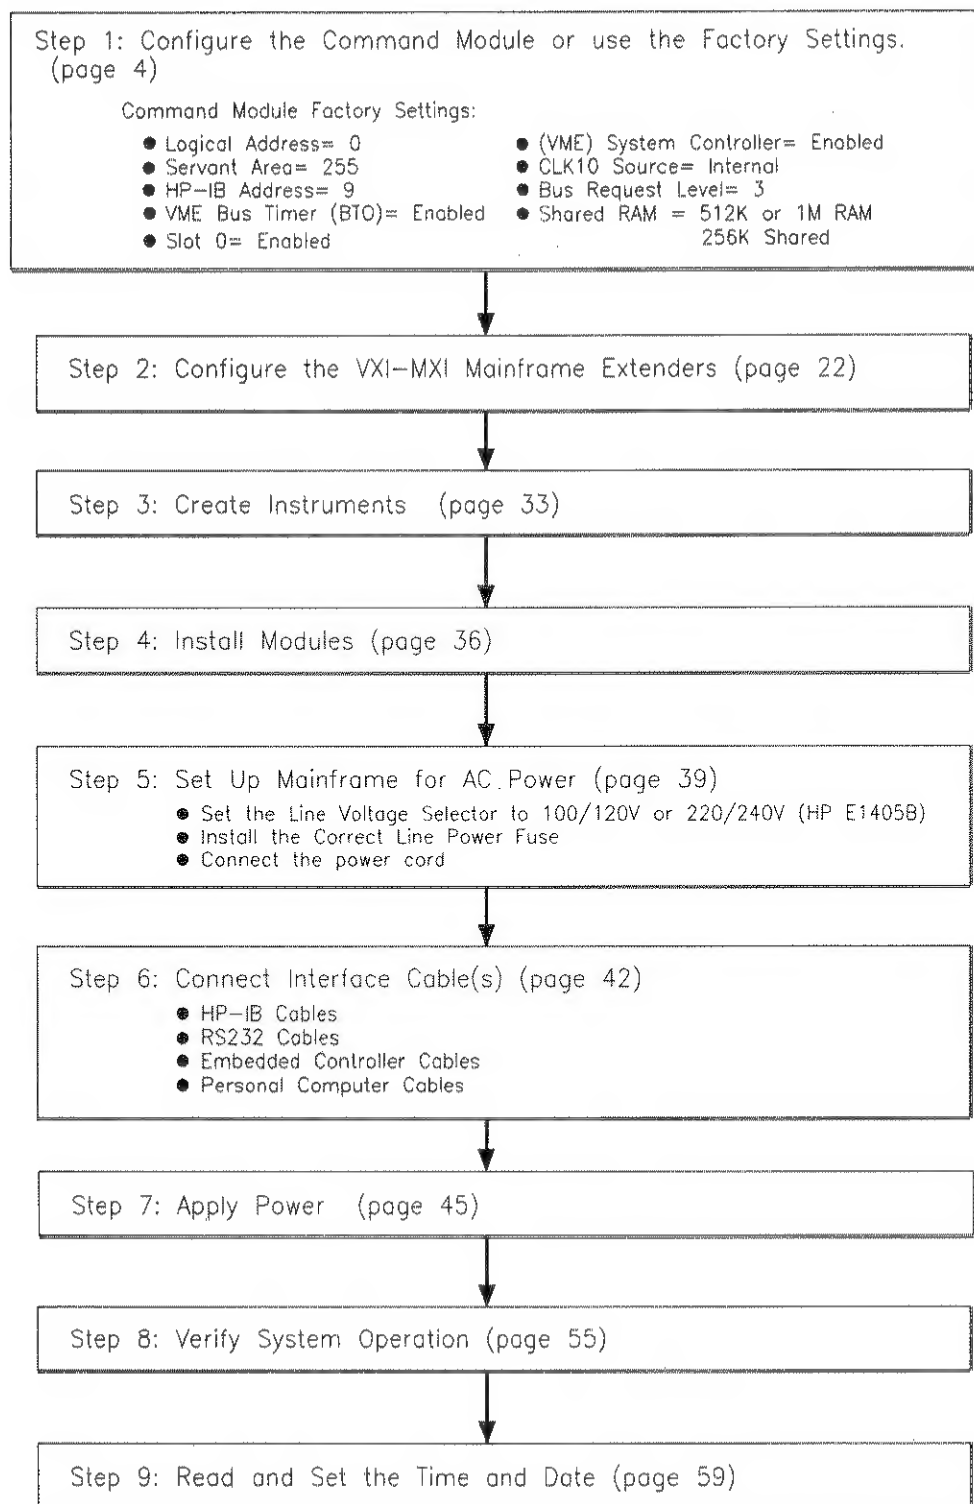 Step 1: Configure the Command Module or use the Factory Settings.
(page 4)
Command Module Factory Settings:
● Logical Address= 0
● Servant Area= 255
● HP-IB Address= 9
● VME Bus Timer (BTO)= Enabled
● Slot 0= Enabled
● (VME) System Controller= Enabled
● CLK10 Source= Internal
● Bus Request Level= 3
● Shared RAM = 512K or 1M RAM
256K Shared
Step 2: Configure the VXI-MXI Mainframe Extenders (page 22)
Step 3: Create Instruments (page 33)
Step 4: Install Modules (page 36)
Step 5: Set Up Mainframe for AC Power (page 39)
● Set the Line Voltage Selector to 100/120V or 220/240V (HP E1405B)
● Install the Correct Line Power Fuse
● Connect the power cord
Step 6: Connect Interface Cable(s) (page 42)
● HP-IB Cables
● RS232 Cables
● Embedded Controller Cables
● Personal Computer Cables
Step 7: Apply Power (page 45)
Step 8: Verify System Operation (page 55)
Step 9: Read and Set the Time and Date (page 59)